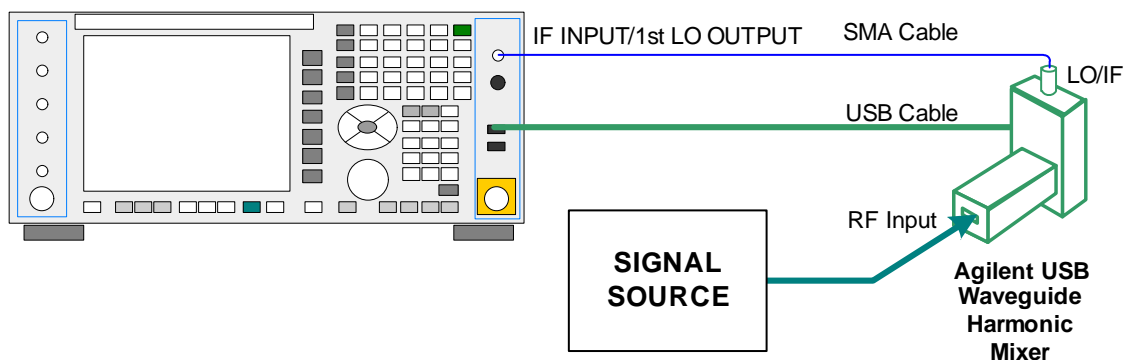 IF INPUT/1st LO OUTPUT
SMA Cable
LO/IF
USB Cable
RF Input
SIGNAL
SOURCE
Agilent USB
Waveguide
Harmonic
Mixer